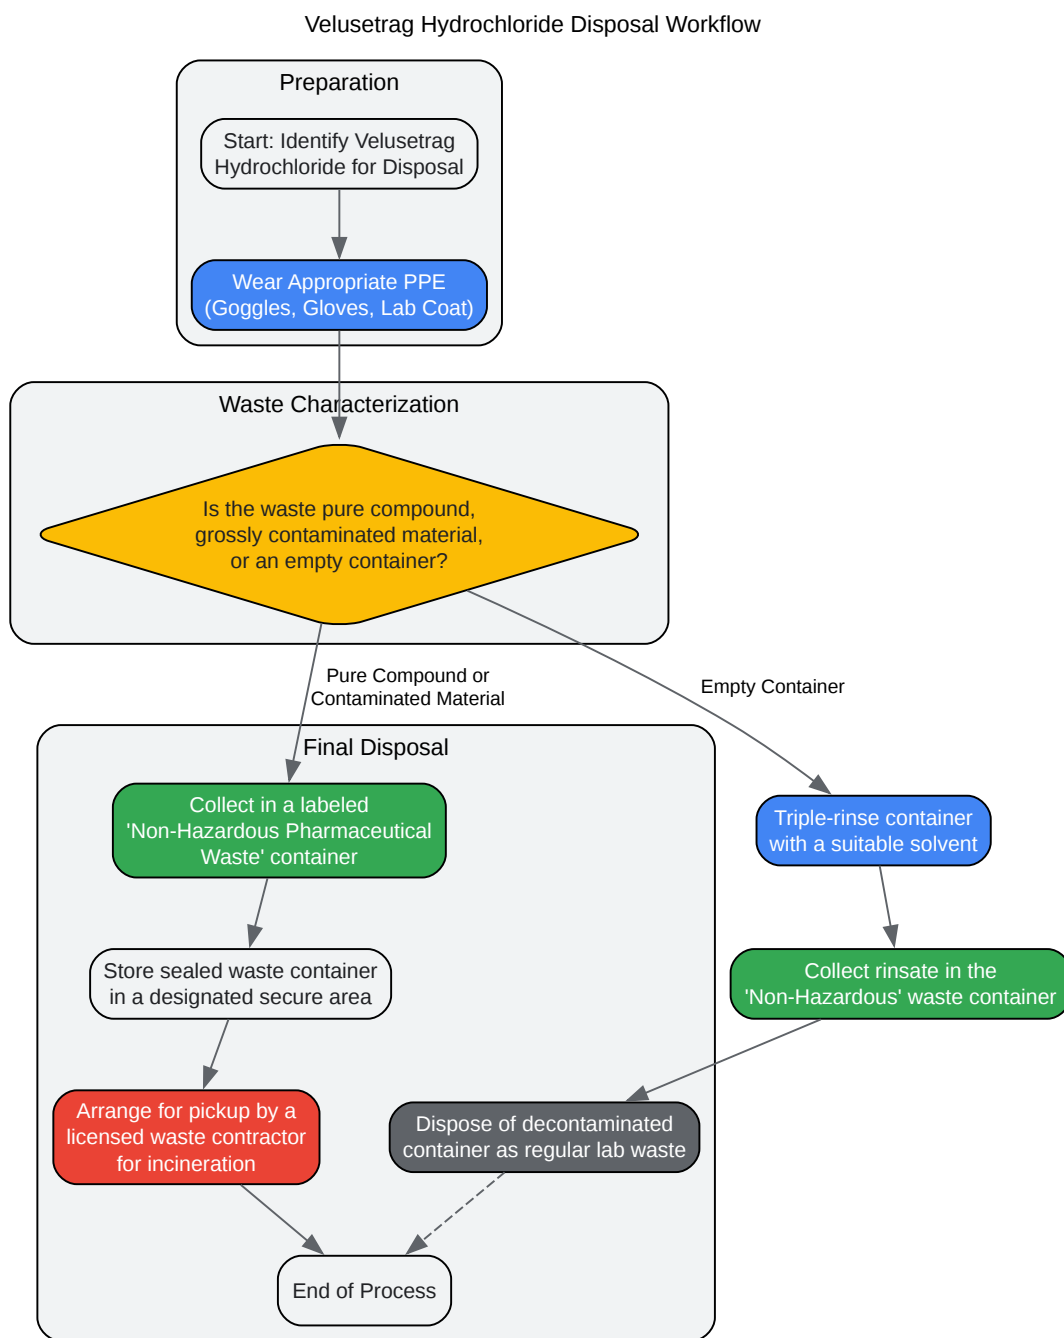 Velusetrag Hydrochloride Disposal Workflow
Preparation
Start: Identify Velusetrag
Hydrochloride for Disposal
Wear Appropriate PPE
(Goggles, Gloves, Lab Coat)
Waste Characterization
Is the waste pure compound,
grossly contaminated material,
or an empty container?
Pure Compound or
Contaminated Material
Empty Container
Final Disposal
Collect in a labeled
'Non-Hazardous Pharmaceutical
Waste' container
Triple-rinse container
with a suitable solvent
Store sealed waste container
in a designated secure area
Collect rinsate in the
'Non-Hazardous' waste container
Arrange for pickup by a
licensed waste contractor
for incineration
Dispose of decontaminated
container as regular lab waste
End of Process